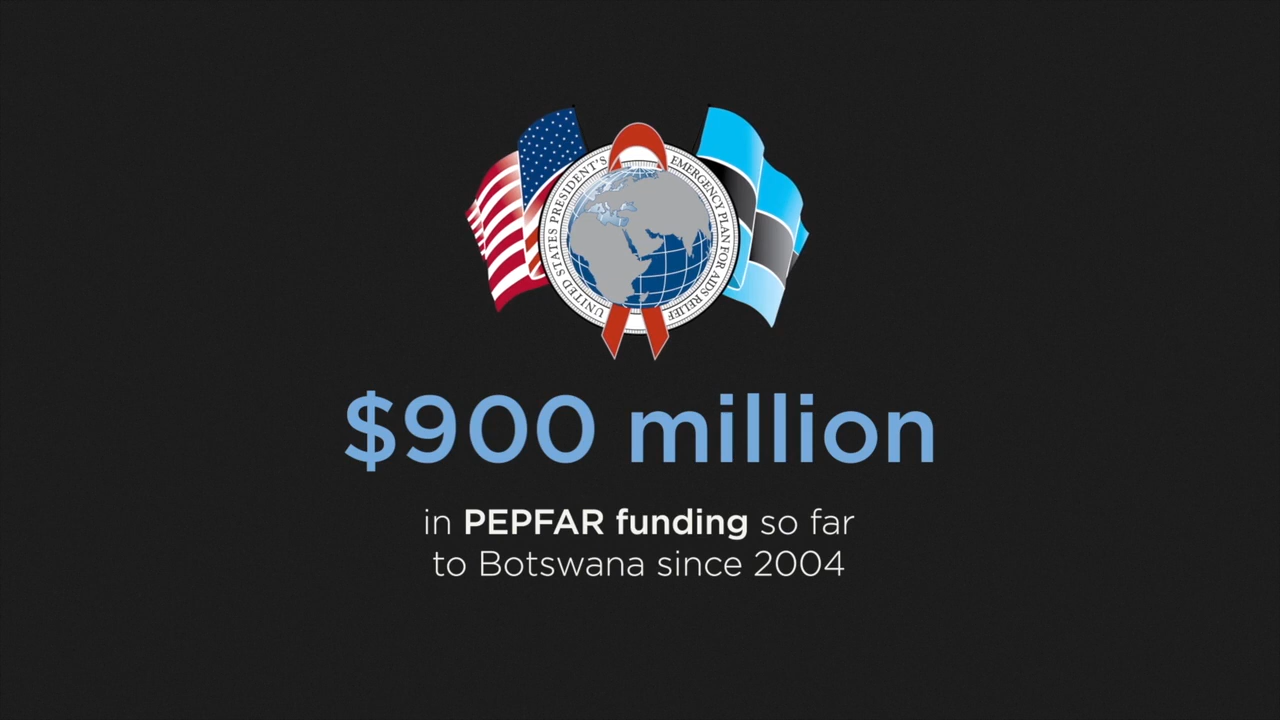 UNITED STATES PRESIDENT'S EMERGENCY PLAN FOR AIDS RELIEF
$900 million
in PEPFAR funding so far
to Botswana since 2004